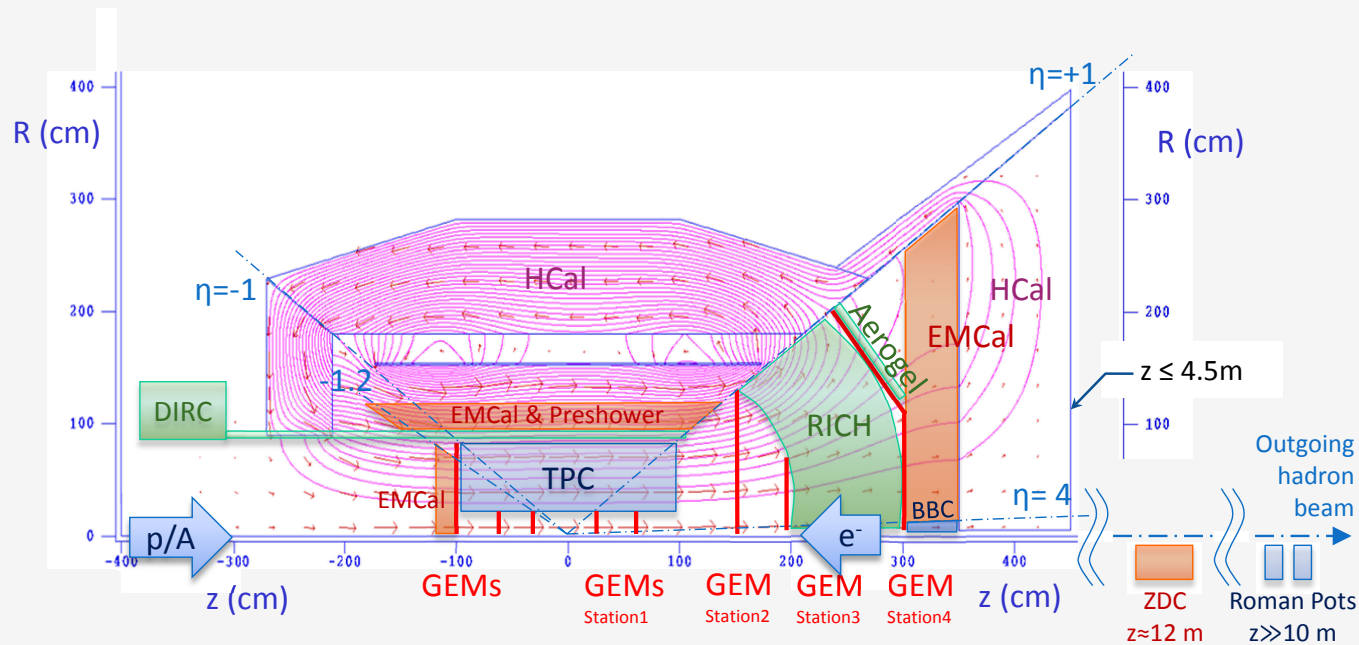 η=+1
400
400
R (cm)
R (cm)
300
300
HCal
η=-1
HCal
200
200
Aerogel
EMCal
z ≤ 4.5m
-1.2
DIRC
EMCal & Preshower
100
100
RICH
Outgoing
hadron
beam
TPC
EMCal
η= 4
BBC
0
p/A
e-
-400
-300
-200
-100
0
100
200
300
400
z (cm)
GEMs
GEMs
Station1
GEM
Station2
GEM
Station3
GEM
Station4
z (cm)
ZDC
z≈12 m
Roman Pots
z≫10 m